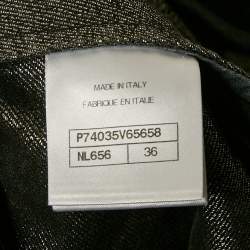 MADE IN ITALY
FABRIQUE EN ITALIE
P74035V65658
NL656 36